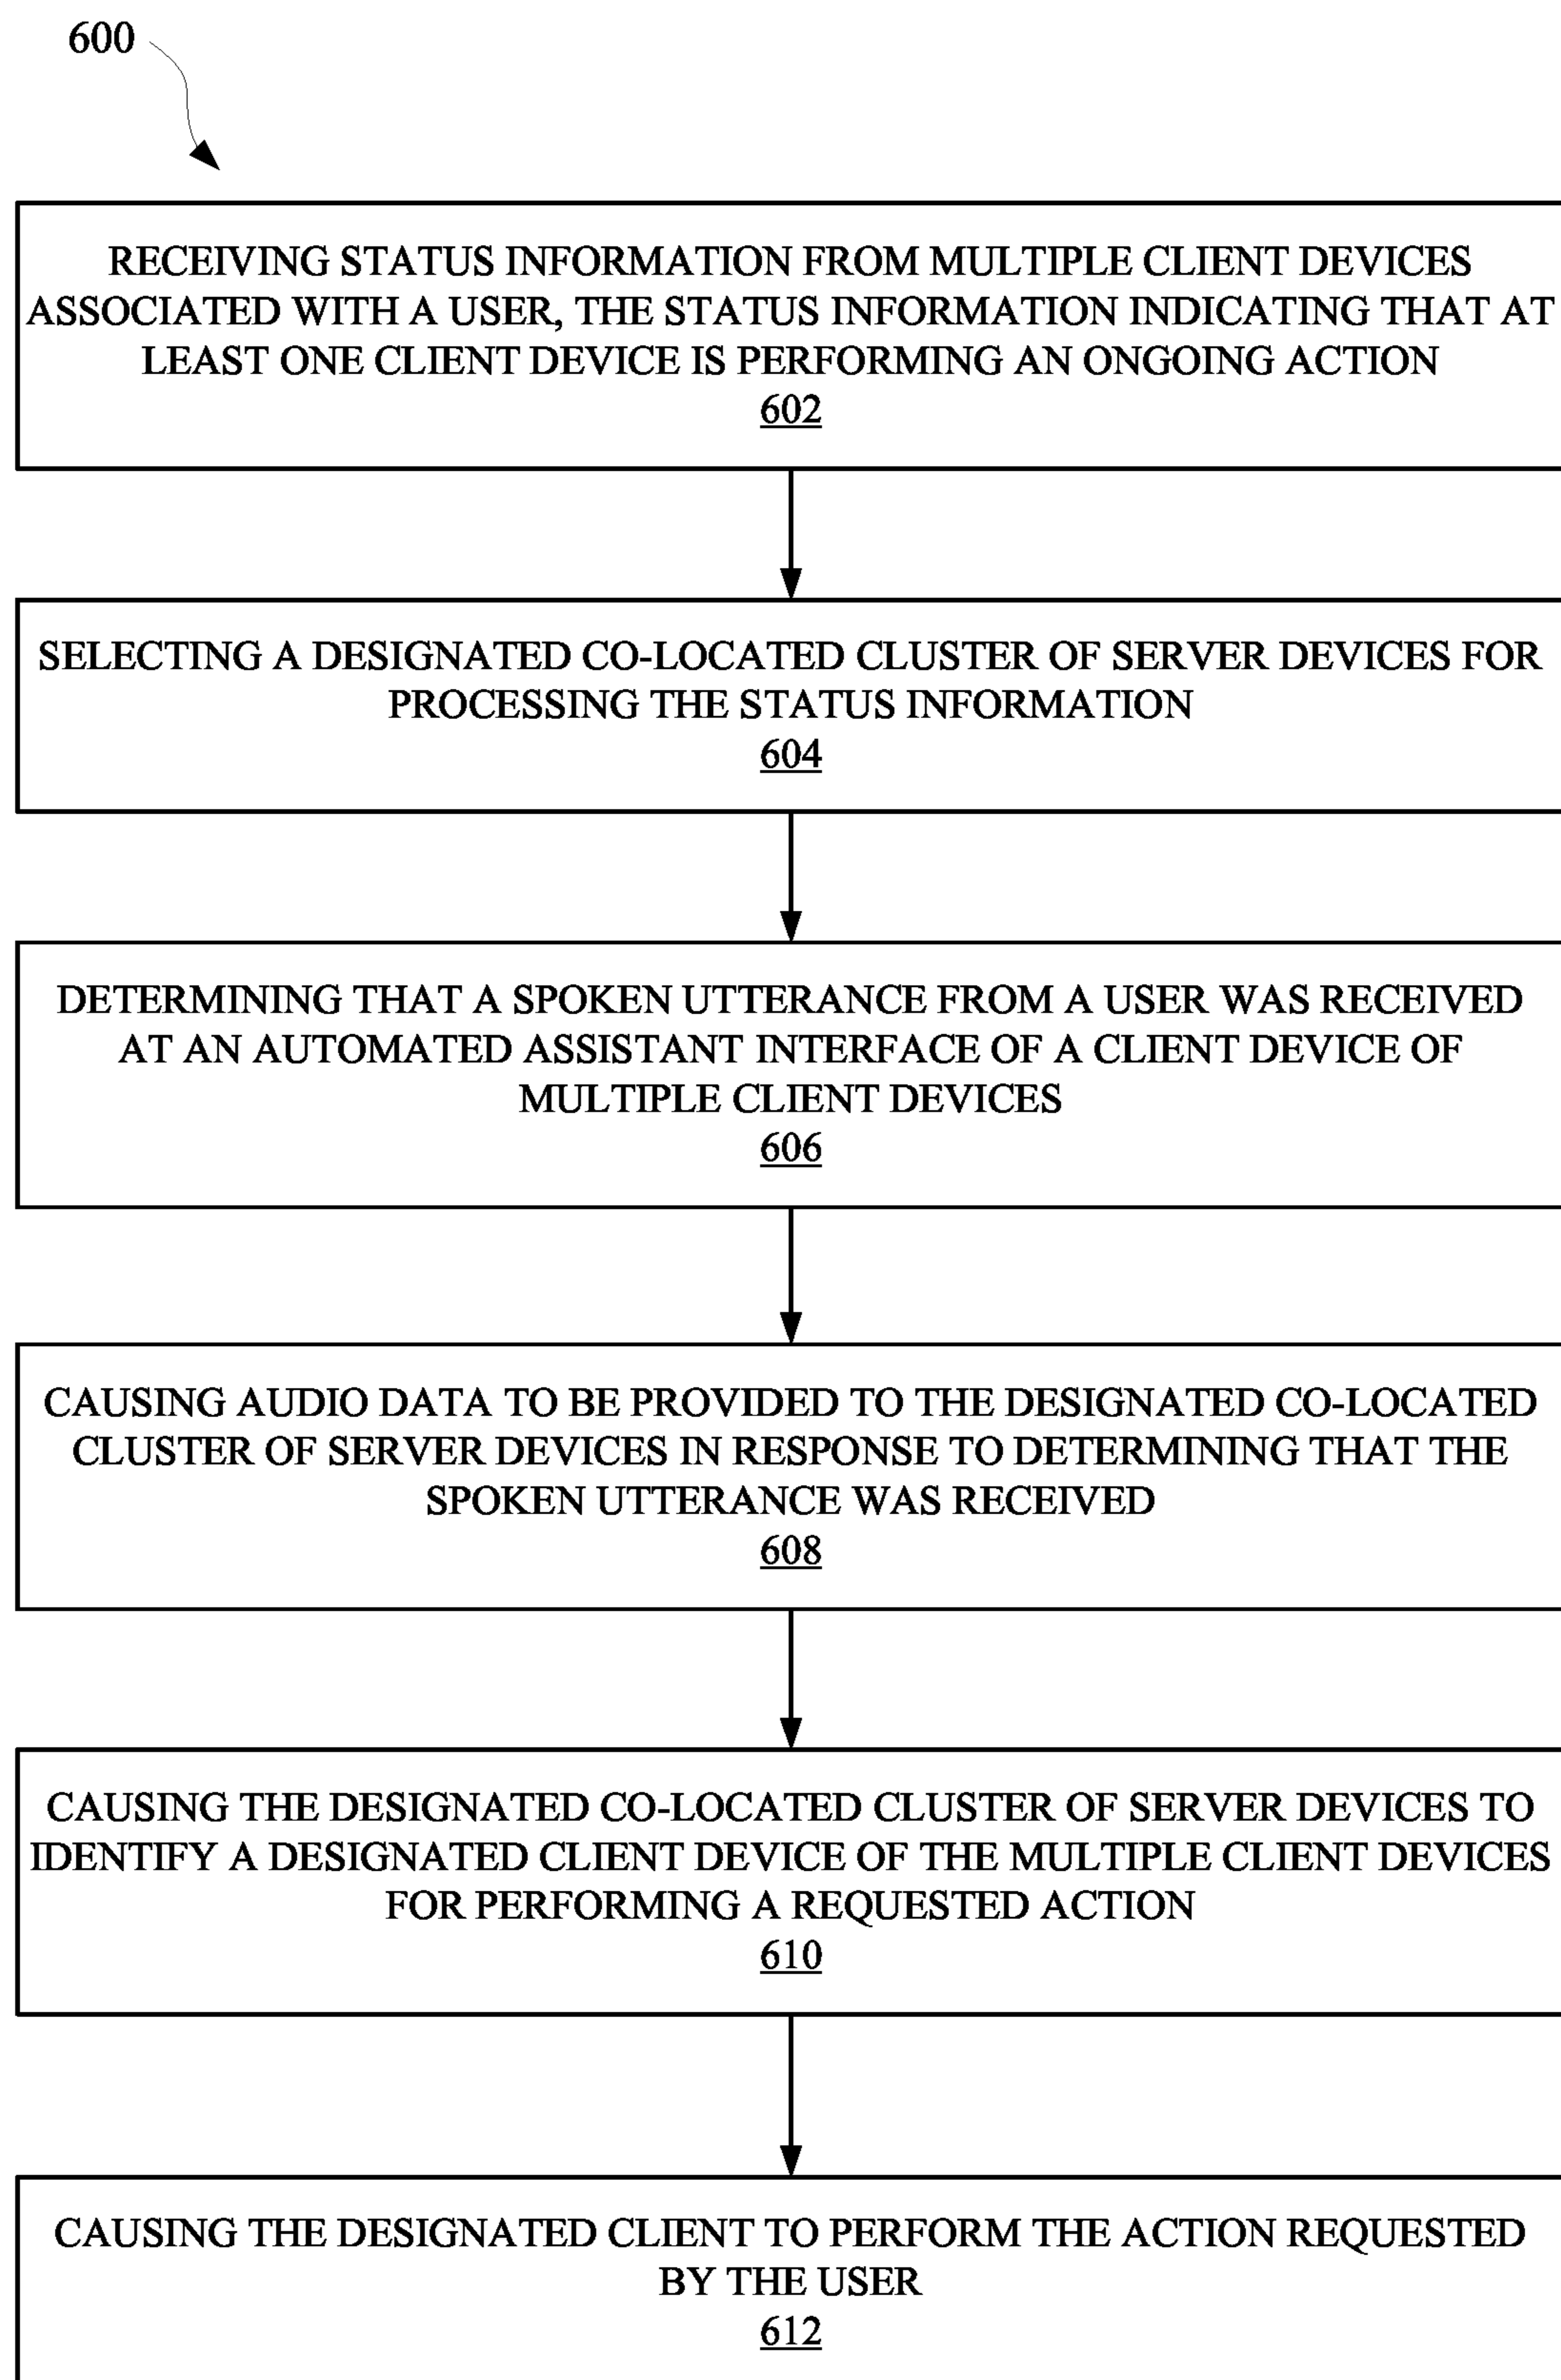 600
RECEIVING STATUS INFORMATION FROM MULTIPLE CLIENT DEVICES
ASSOCIATED WITH A USER, THE STATUS INFORMATION INDICATING THAT AT
LEAST ONE CLIENT DEVICE IS PERFORMING AN ONGOING ACTION
602
SELECTING A DESIGNATED CO-LOCATED CLUSTER OF SERVER DEVICES FOR
PROCESSING THE STATUS INFORMATION
604
DETERMINING THAT A SPOKEN UTTERANCE FROM A USER WAS RECEIVED
AT AN AUTOMATED ASSISTANT INTERFACE OF A CLIENT DEVICE OF
MULTIPLE CLIENT DEVICES
606
CAUSING AUDIO DATA TO BE PROVIDED TO THE DESIGNATED CO-LOCATED
CLUSTER OF SERVER DEVICES IN RESPONSE TO DETERMINING THAT THE
SPOKEN UTTERANCE WAS RECEIVED
608
CAUSING THE DESIGNATED CO-LOCATED CLUSTER OF SERVER DEVICES TO
IDENTIFY A DESIGNATED CLIENT DEVICE OF THE MULTIPLE CLIENT DEVICES
FOR PERFORMING A REQUESTED ACTION
610
CAUSING THE DESIGNATED CLIENT TO PERFORM THE ACTION REQUESTED
BY THE USER
612